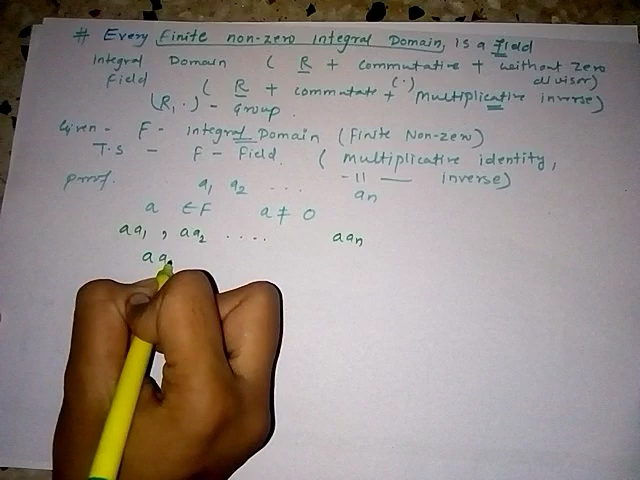 # Every finite non-zero integral Domain, is a field
Integral Domain ( R + commutative + without zero divisor)
field ( R + commutate + (·) multiplicative inverse)
(R, ·) - Group.
Given - F - integral Domain (finite Non-zero)
T.S - F - Field. ( multiplicative identity,
-11 — inverse)
proof. a1 a2 ... an
a ∈ F a ≠ 0
aa1 , aa2 .... aan
aa